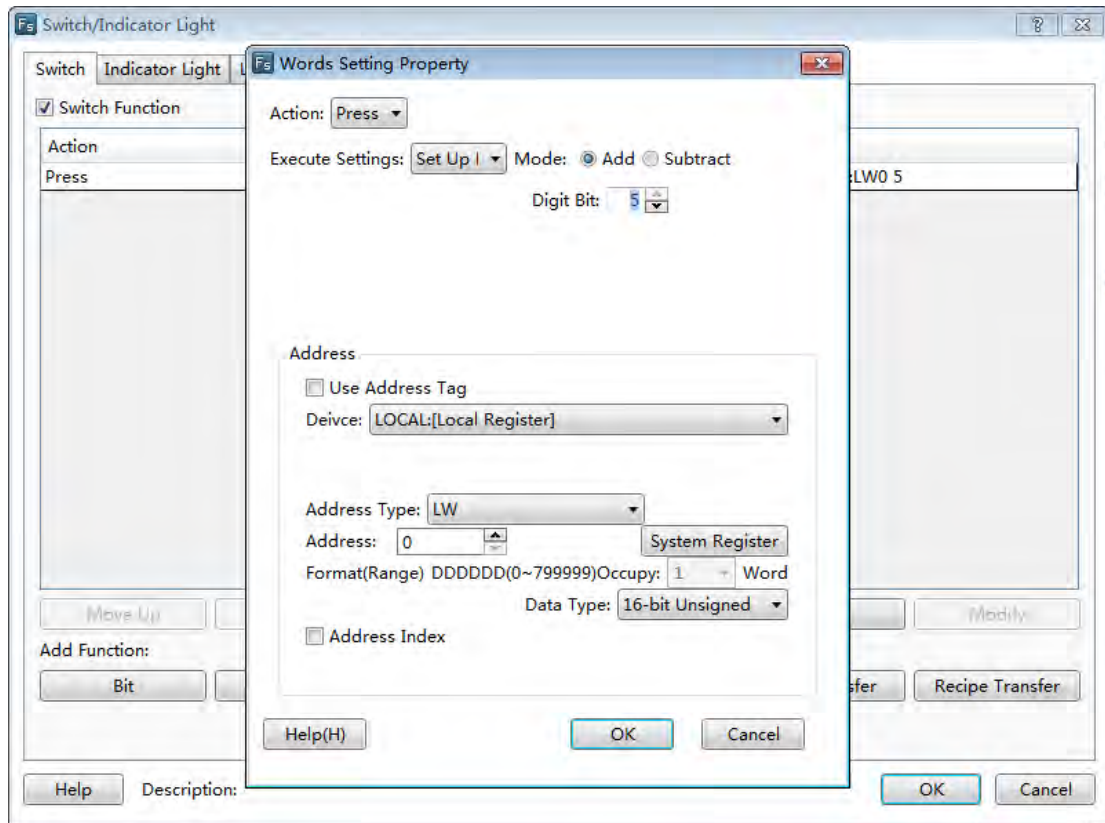 Fs Switch/Indicator Light
Switch Indicator Light L
Switch Function
Action
Press
:LW0 5
Move Up
Modify
Add Function:
Bit
sfer Recipe Transfer
Help Description: OK Cancel
Fs Words Setting Property
Action: Press
Execute Settings: Set Up I Mode: Add Subtract
Digit Bit: 5
Address
Use Address Tag
Deivce: LOCAL:[Local Register]
Address Type: LW
Address: 0 System Register
Format(Range) DDDDDD(0~799999)Occupy: 1 Word
Data Type: 16-bit Unsigned
Address Index
Help(H) OK Cancel